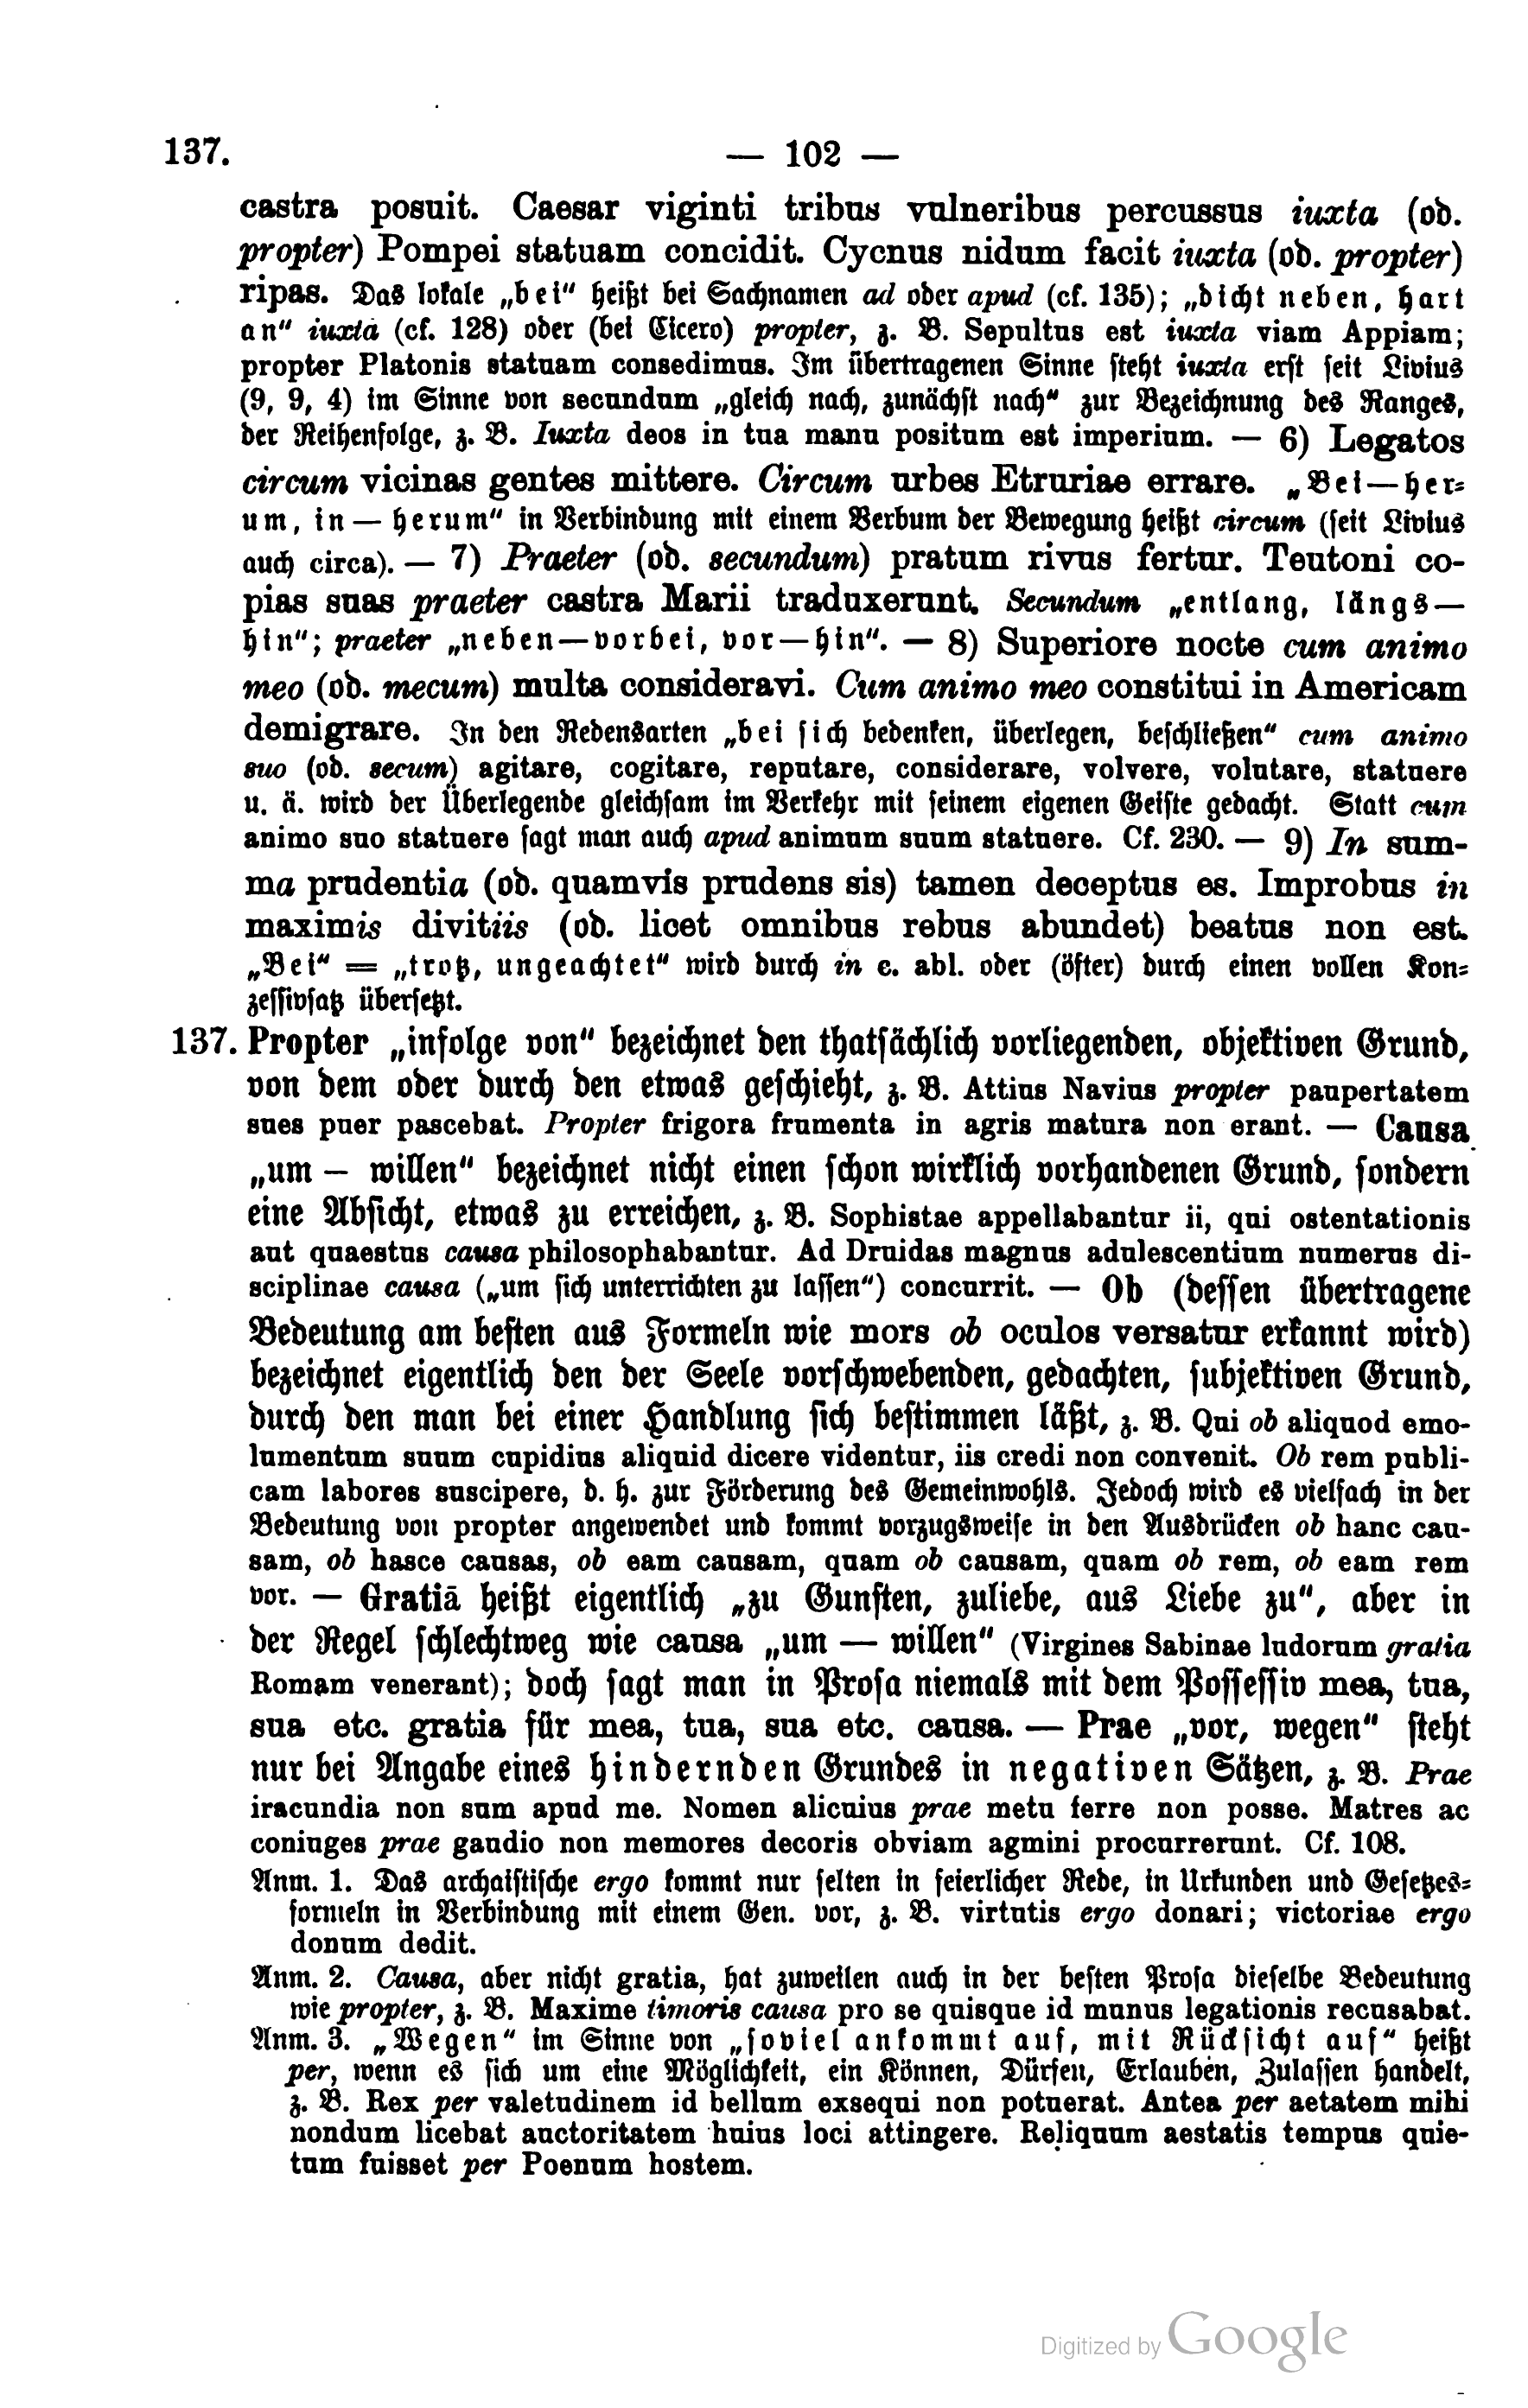 137.
— 102 —
castra posuit. Caesar viginti tribus vulneribus percussus iuxta (od.
propter) Pompei statuam concidit. Cycnus nidum facit iuxta (od. propter)
ripas. Das lokale „bei“ heißt bei Sachnamen ad oder apud (cf. 135); „dicht neben, hart
an“ iuxta (cf. 128) oder (bei Cicero) propter, z. B. Sepultus est iuxta viam Appiam;
propter Platonis statuam consedimus. Im übertragenen Sinne steht iuxta erst seit Livius
(9, 9, 4) im Sinne von secundum „gleich nach, zunächst nach“ zur Bezeichnung des Ranges,
der Reihenfolge, z. B. Iuxta deos in tua manu positum est imperium. — 6) Legatos
circum vicinas gentes mittere. Circum urbes Etruriae errare. „Bei—her-
um, in—herum“ in Verbindung mit einem Verbum der Bewegung heißt circum (seit Livius
auch circa). — 7) Praeter (od. secundum) pratum rivus fertur. Teutoni co-
pias suas praeter castra Marii traduxerunt. Secundum „entlang, längs—
hin“; praeter „neben—vorbei, vor—hin“. — 8) Superiore nocte cum animo
meo (od. mecum) multa consideravi. Cum animo meo constitui in Americam
demigrare. In den Redensarten „bei sich bedenken, überlegen, beschließen“ cum animo
suo (od. secum) agitare, cogitare, reputare, considerare, volvere, volutare, statuere
u. ä. wird der Überlegende gleichsam im Verkehr mit seinem eigenen Geiste gedacht. Statt cum
animo suo statuere sagt man auch apud animum suum statuere. Cf. 230. — 9) In sum-
ma prudentia (od. quamvis prudens sis) tamen deceptus es. Improbus in
maximis divitiis (od. licet omnibus rebus abundet) beatus non est.
„Bei“ = „trotz, ungeachtet“ wird durch in c. abl. oder (öfter) durch einen vollen Kon-
zessivsatz übersetzt.
137. Propter „infolge von“ bezeichnet den thatsächlich vorliegenden, objektiven Grund,
von dem oder durch den etwas geschieht, z. B. Attius Navius propter paupertatem
sues puer pascebat. Propter frigora frumenta in agris matura non erant. — Causa
„um — willen“ bezeichnet nicht einen schon wirklich vorhandenen Grund, sondern
eine Absicht, etwas zu erreichen, z. B. Sophistae appellabantur ii, qui ostentationis
aut quaestus causa philosophabantur. Ad Druidas magnus adulescentium numerus di-
sciplinae causa („um sich unterrichten zu lassen“) concurrit. — Ob (dessen übertragene
Bedeutung am besten aus Formeln wie mors ob oculos versatur erkannt wird)
bezeichnet eigentlich den der Seele vorschwebenden, gedachten, subjektiven Grund,
durch den man bei einer Handlung sich bestimmen läßt, z. B. Qui ob aliquod emo-
lumentum suum cupidius aliquid dicere videntur, iis credi non convenit. Ob rem publi-
cam labores suscipere, d. h. zur Förderung des Gemeinwohls. Jedoch wird es vielfach in der
Bedeutung von propter angewendet und kommt vorzugsweise in den Ausdrücken ob hanc cau-
sam, ob hasce causas, ob eam causam, quam ob causam, quam ob rem, ob eam rem
vor. — Gratiā heißt eigentlich „zu Gunsten, zuliebe, aus Liebe zu“, aber in
der Regel schlechtweg wie causa „um — willen“ (Virgines Sabinae ludorum gratia
Romam venerant); doch sagt man in Prosa niemals mit dem Possessiv mea, tua,
sua etc. gratia für mea, tua, sua etc. causa. — Prae „vor, wegen“ steht
nur bei Angabe eines hindernden Grundes in negativen Sätzen, z. B. Prae
iracundia non sum apud me. Nomen alicuius prae metu ferre non posse. Matres ac
coniuges prae gaudio non memores decoris obviam agmini procurrerunt. Cf. 108.
Anm. 1. Das archaistische ergo kommt nur selten in feierlicher Rede, in Urkunden und Gesetzes-
formeln in Verbindung mit einem Gen. vor, z. B. virtutis ergo donari; victoriae ergo
donum dedit.
Anm. 2. Causa, aber nicht gratia, hat zuweilen auch in der besten Prosa dieselbe Bedeutung
wie propter, z. B. Maxime timoris causa pro se quisque id munus legationis recusabat.
Anm. 3. „Wegen“ im Sinne von „soviel ankommt auf, mit Rücksicht auf“ heißt
per, wenn es sich um eine Möglichkeit, ein Können, Dürfen, Erlauben, Zulassen handelt,
z. B. Rex per valetudinem id bellum exsequi non potuerat. Antea per aetatem mihi
nondum licebat auctoritatem huius loci attingere. Reliquum aestatis tempus quie-
tum fuisset per Poenum hostem.
Digitized by Google